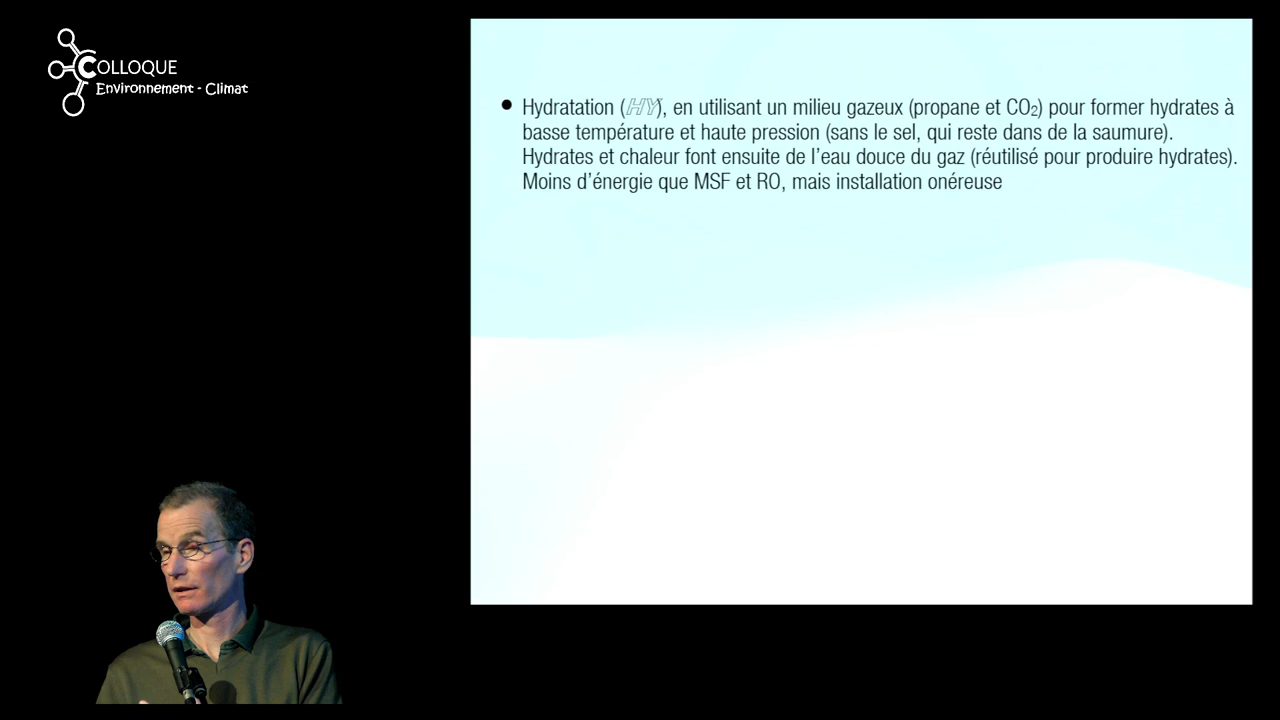 COLLOQUE
Environnement - Climat
• Hydratation (HY), en utilisant un milieu gazeux (propane et CO₂) pour former hydrates à
basse température et haute pression (sans le sel, qui reste dans de la saumure).
Hydrates et chaleur font ensuite de l’eau douce du gaz (réutilisé pour produire hydrates).
Moins d’énergie que MSF et RO, mais installation onéreuse